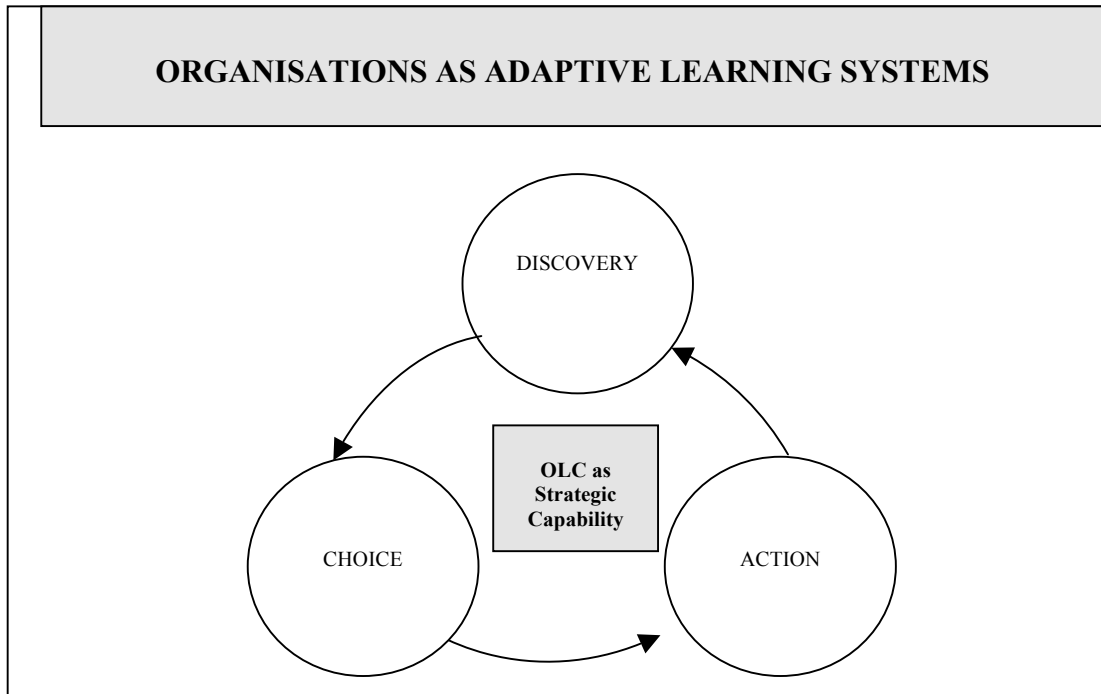 ORGANISATIONS AS ADAPTIVE LEARNING SYSTEMS
DISCOVERY
OLC as
Strategic
Capability
CHOICE
ACTION